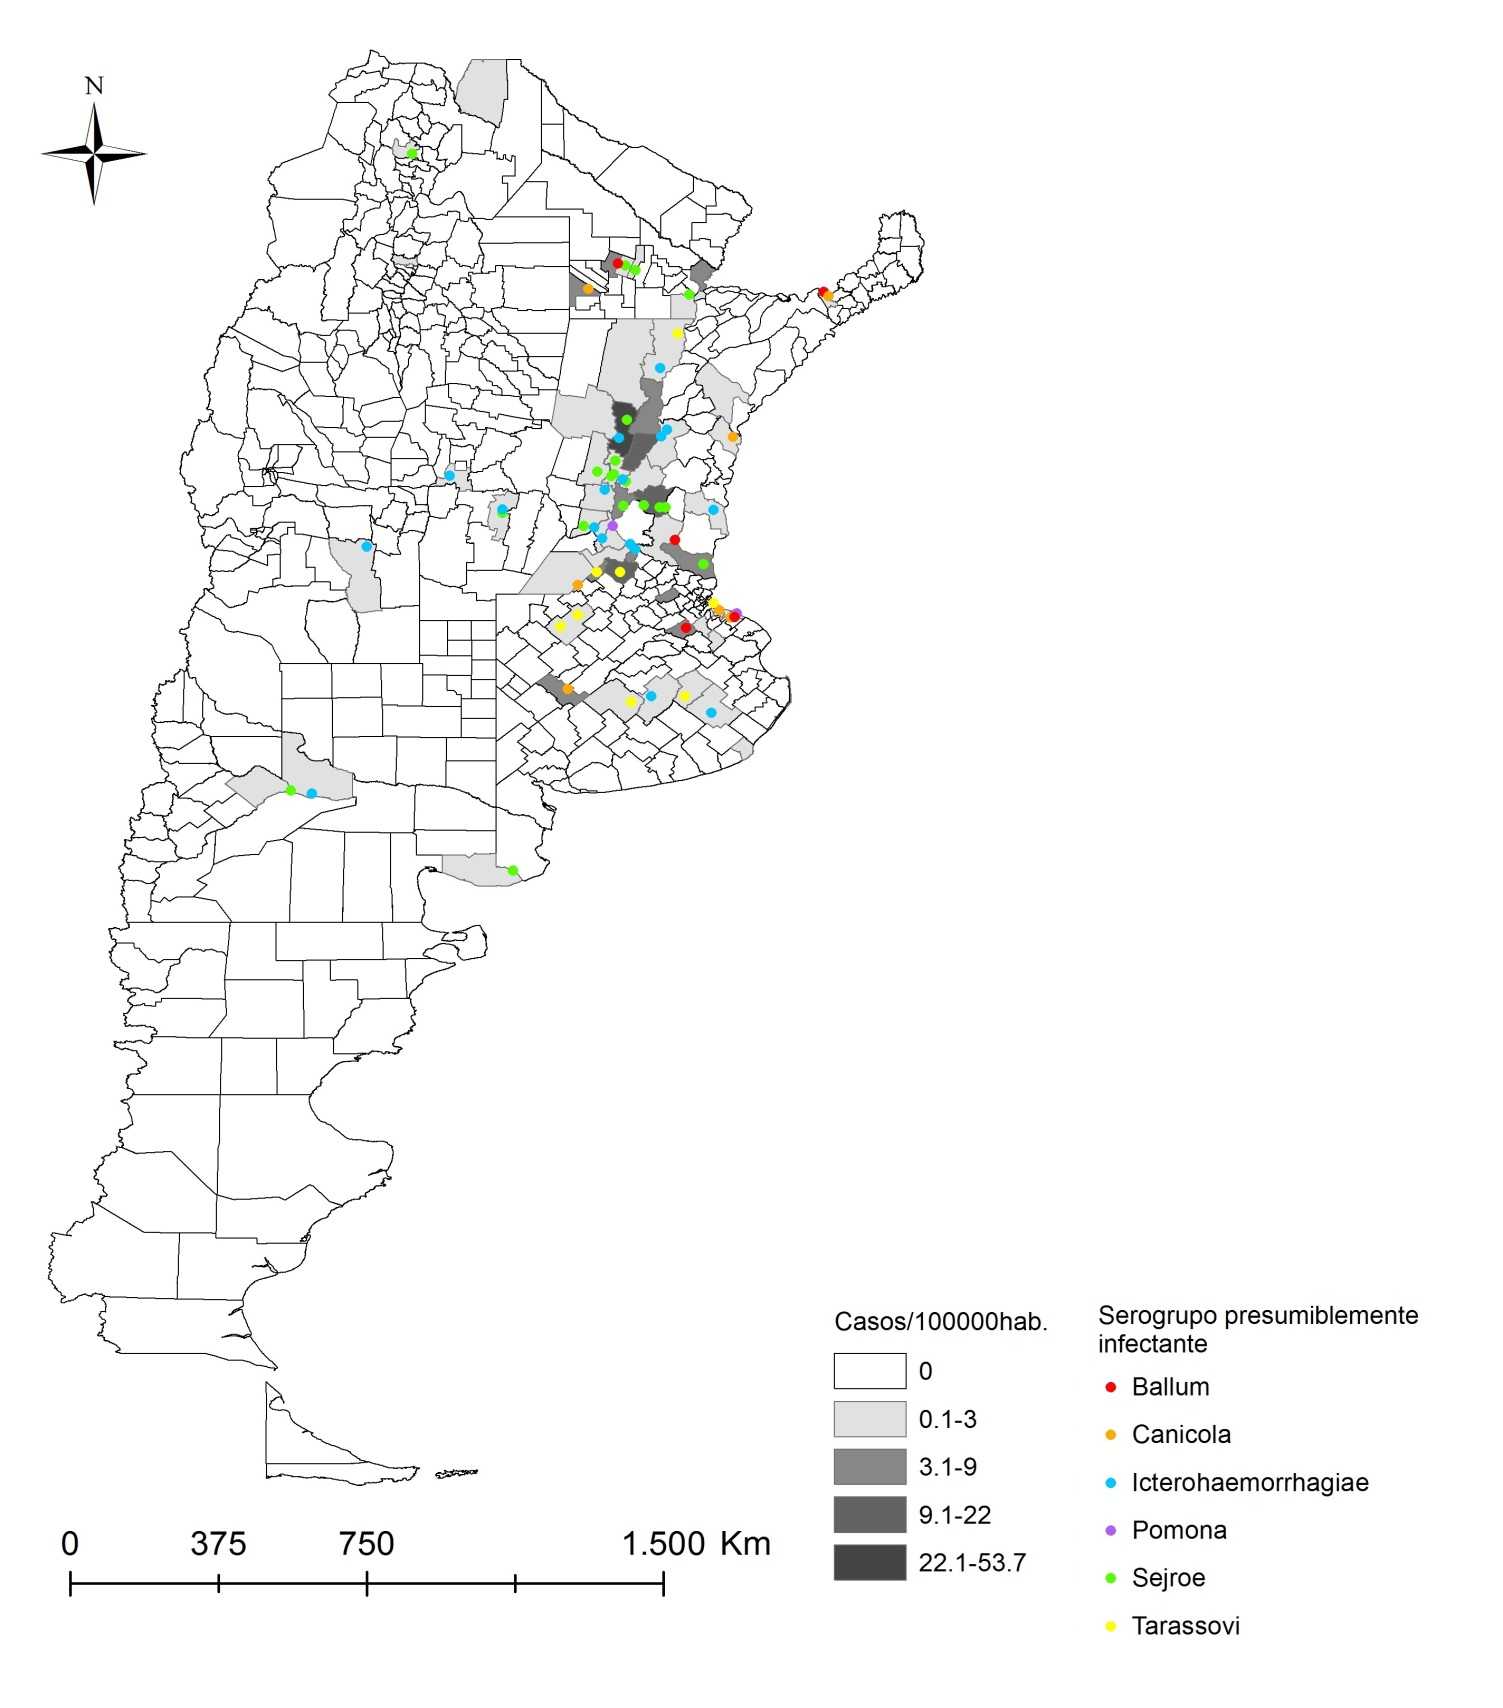 N
Casos/100000hab.
0
0.1-3
3.1-9
9.1-22
22.1-53.7
Serogrupo presumiblemente
infectante
Ballum
Canicola
Icterohaemorrhagiae
Pomona
Sejroe
Tarassovi
0 375 750 1.500 Km